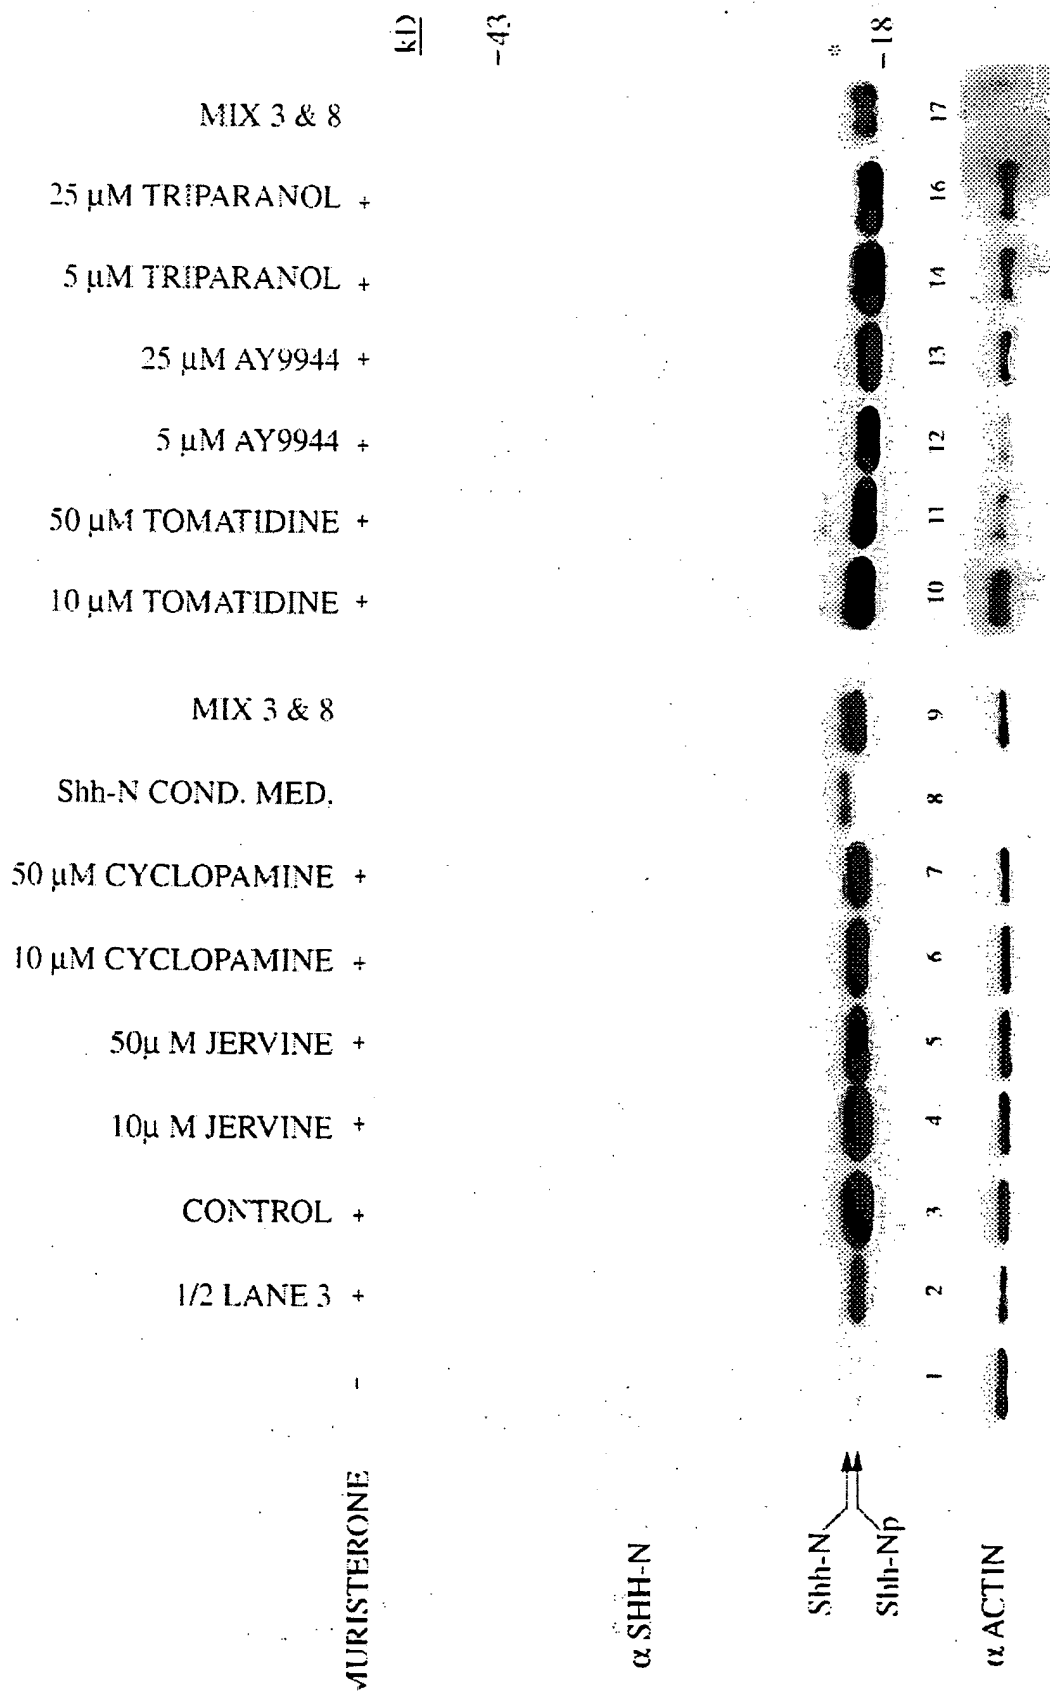 kD
-43
*
-18
MIX 3 & 8
25 µM TRIPARANOL +
5 µM TRIPARANOL +
25 µM AY9944 +
5 µM AY9944 +
50 µM TOMATIDINE +
10 µM TOMATIDINE +
MIX 3 & 8
Shh-N COND. MED.
50 µM CYCLOPAMINE +
10 µM CYCLOPAMINE +
50µ M JERVINE +
10µ M JERVINE +
CONTROL +
1/2 LANE 3 +
-
MURISTERONE
α SHH-N
Shh-N
Shh-Np
17
16
14
13
12
11
10
9
8
7
6
5
4
3
2
1
α ACTIN